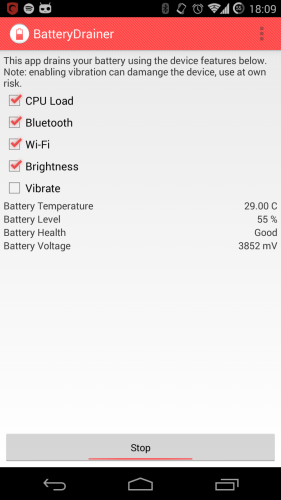 18:09
BatteryDrainer
This app drains your battery using the device features below.
Note: enabling vibration can damange the device, use at own
risk.
CPU Load
Bluetooth
Wi-Fi
Brightness
Vibrate
Battery Temperature 29.00 C
Battery Level 55 %
Battery Health Good
Battery Voltage 3852 mV
Stop